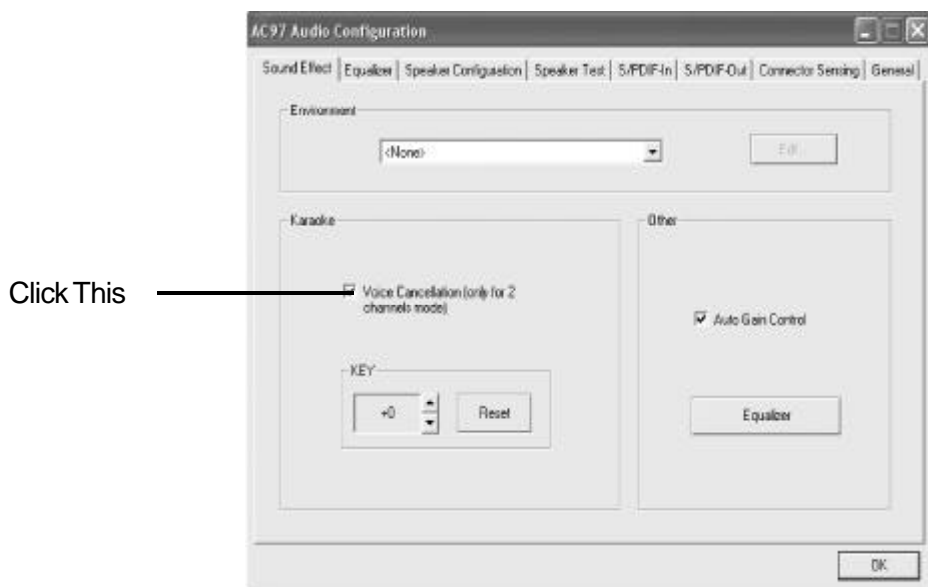 AC97 Audio Configuration
Sound Effect Equalizer Speaker Configuration Speaker Test S/PDIF-In S/PDIF-Out Connector Sensing General
Environment
<None>
Edit
Karaoke
Other
Click This
Voice Cancellation (only for 2
channels mode)
Auto Gain Control
KEY
+0
Reset
Equalizer
OK